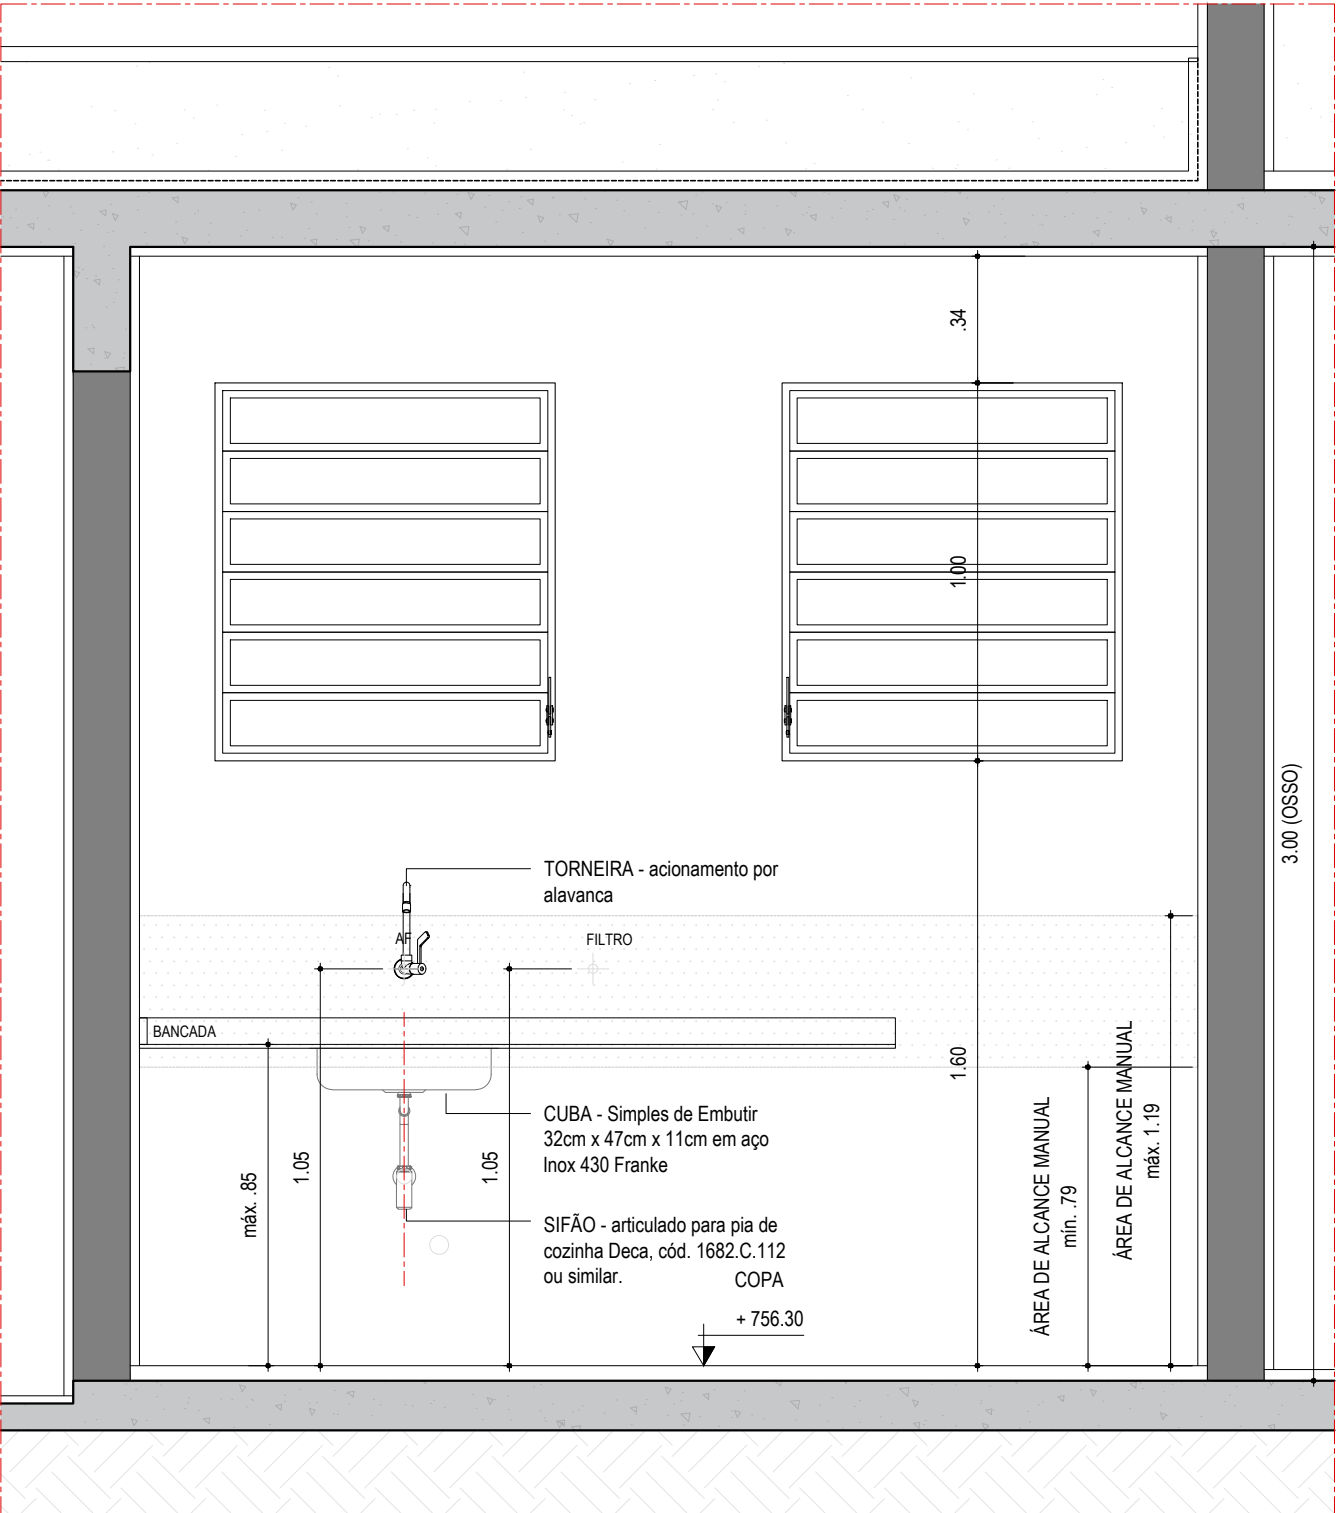 .34
1.00
3.00 (OSSO)
TORNEIRA - acionamento por
alavanca
AF
FILTRO
BANCADA
1.60
CUBA - Simples de Embutir
32cm x 47cm x 11cm em aço
Inox 430 Franke
máx. .85
1.05
1.05
SIFÃO - articulado para pia de
cozinha Deca, cód. 1682.C.112
ou similar.
COPA
+ 756.30
ÁREA DE ALCANCE MANUAL
mín. .79
ÁREA DE ALCANCE MANUAL
máx. 1.19